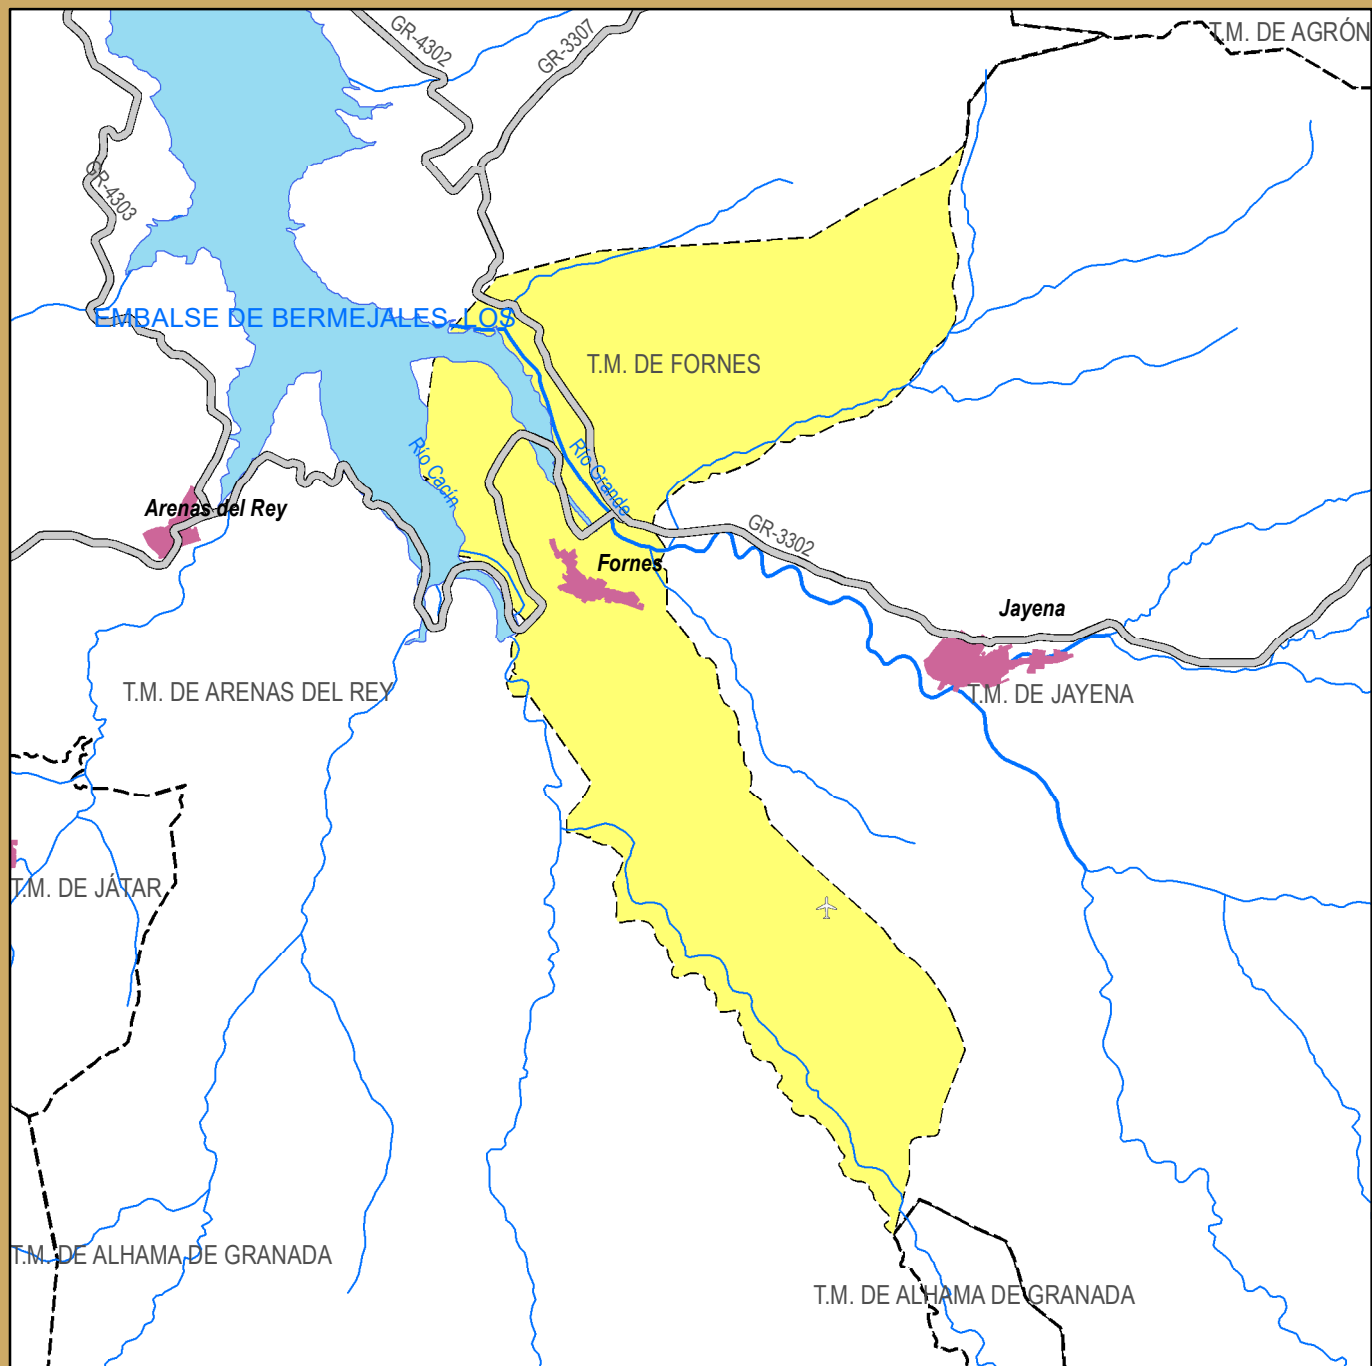 T.M. DE AGRÓN
GR-4302
GR-3307
GR-4303
EMBALSE DE BERMEJALES, LOS
T.M. DE FORNES
Río Cacín
Río Grande
Arenas del Rey
GR-3302
Fornes
Jayena
T.M. DE ARENAS DEL REY
T.M. DE JAYENA
T.M. DE JÁTAR
T.M. DE ALHAMA DE GRANADA
T.M. DE ALHAMA DE GRANADA